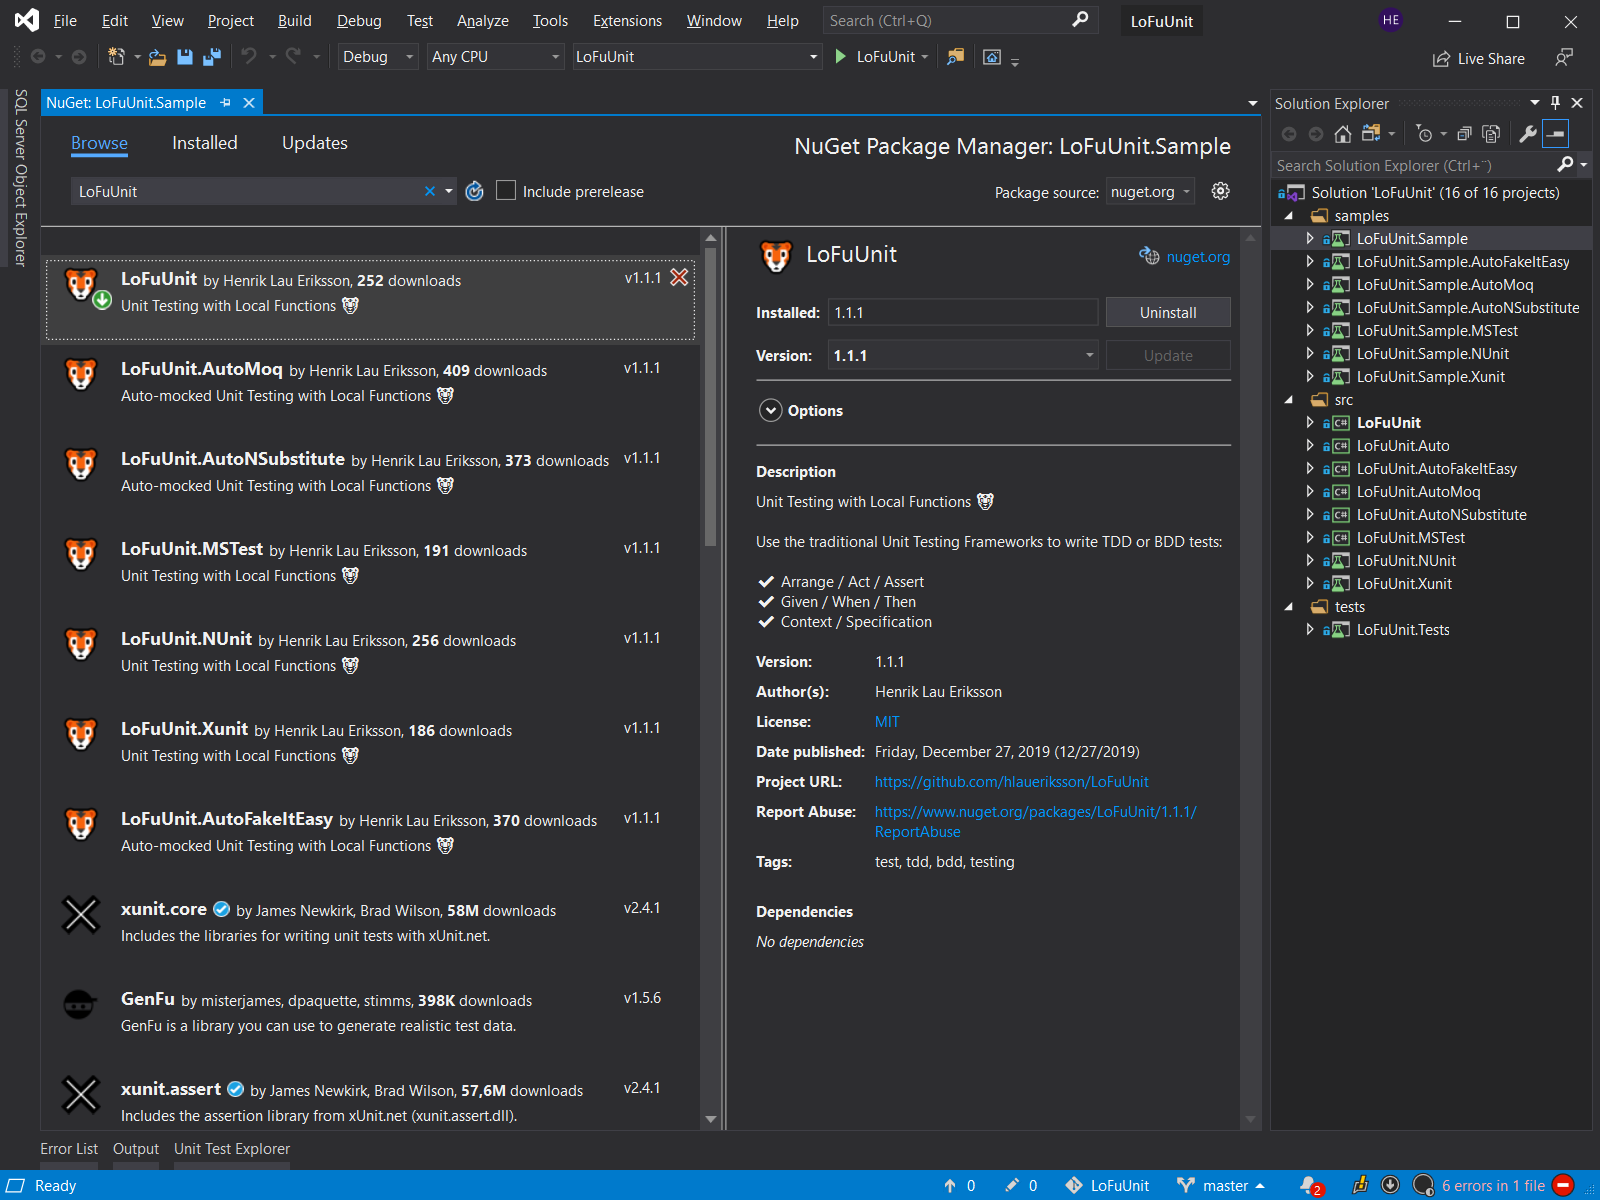 File Edit View Project Build Debug Test Analyze Tools Extensions Window Help Search (Ctrl+Q) LoFuUnit HE
Debug Any CPU LoFuUnit LoFuUnit Live Share
SQL Server Object Explorer
NuGet: LoFuUnit.Sample
Browse Installed Updates
NuGet Package Manager: LoFuUnit.Sample
LoFuUnit Include prerelease Package source: nuget.org
LoFuUnit by Henrik Lau Eriksson, 252 downloads v1.1.1
Unit Testing with Local Functions 🐯
LoFuUnit.AutoMoq by Henrik Lau Eriksson, 409 downloads v1.1.1
Auto-mocked Unit Testing with Local Functions 🐯
LoFuUnit.AutoNSubstitute by Henrik Lau Eriksson, 373 downloads v1.1.1
Auto-mocked Unit Testing with Local Functions 🐯
LoFuUnit.MSTest by Henrik Lau Eriksson, 191 downloads v1.1.1
Unit Testing with Local Functions 🐯
LoFuUnit.NUnit by Henrik Lau Eriksson, 256 downloads v1.1.1
Unit Testing with Local Functions 🐯
LoFuUnit.Xunit by Henrik Lau Eriksson, 186 downloads v1.1.1
Unit Testing with Local Functions 🐯
LoFuUnit.AutoFakeItEasy by Henrik Lau Eriksson, 370 downloads v1.1.1
Auto-mocked Unit Testing with Local Functions 🐯
xunit.core by James Newkirk, Brad Wilson, 58M downloads v2.4.1
Includes the libraries for writing unit tests with xUnit.net.
GenFu by misterjames, dpaquette, stimms, 398K downloads v1.5.6
GenFu is a library you can use to generate realistic test data.
xunit.assert by James Newkirk, Brad Wilson, 57,6M downloads v2.4.1
Includes the assertion library from xUnit.net (xunit.assert.dll).
LoFuUnit nuget.org
Installed: 1.1.1 Uninstall
Version: 1.1.1 Update
Options
Description
Unit Testing with Local Functions 🐯
Use the traditional Unit Testing Frameworks to write TDD or BDD tests:
✔ Arrange / Act / Assert
✔ Given / When / Then
✔ Context / Specification
Version: 1.1.1
Author(s): Henrik Lau Eriksson
License: MIT
Date published: Friday, December 27, 2019 (12/27/2019)
Project URL: https://github.com/hlaueriksson/LoFuUnit
Report Abuse: https://www.nuget.org/packages/LoFuUnit/1.1.1/
ReportAbuse
Tags: test, tdd, bdd, testing
Dependencies
No dependencies
Solution Explorer
Search Solution Explorer (Ctrl+¨)
Solution 'LoFuUnit' (16 of 16 projects)
samples
LoFuUnit.Sample
LoFuUnit.Sample.AutoFakeItEasy
LoFuUnit.Sample.AutoMoq
LoFuUnit.Sample.AutoNSubstitute
LoFuUnit.Sample.MSTest
LoFuUnit.Sample.NUnit
LoFuUnit.Sample.Xunit
src
C# LoFuUnit
C# LoFuUnit.Auto
C# LoFuUnit.AutoFakeItEasy
C# LoFuUnit.AutoMoq
C# LoFuUnit.AutoNSubstitute
C# LoFuUnit.MSTest
LoFuUnit.NUnit
LoFuUnit.Xunit
tests
LoFuUnit.Tests
Error List Output Unit Test Explorer
Ready 0 0 LoFuUnit master 2 6 errors in 1 file